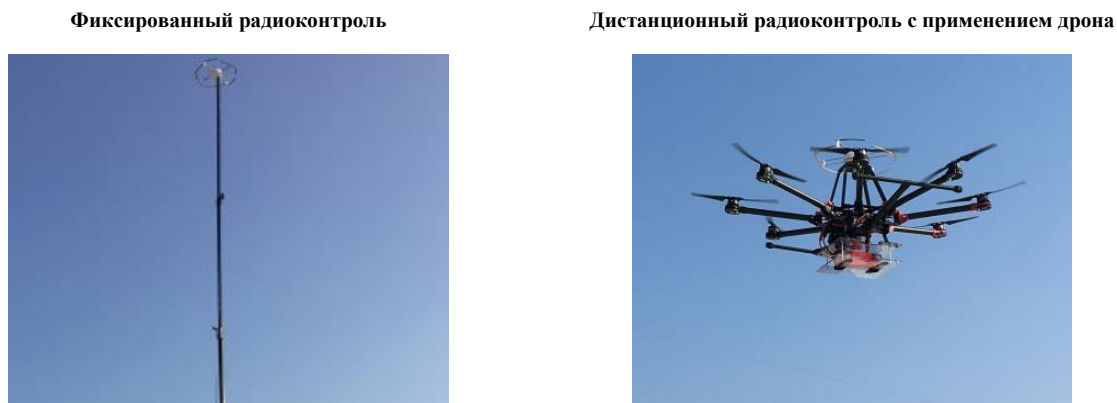 Фиксированный радиоконтроль
Дистанционный радиоконтроль с применением дрона